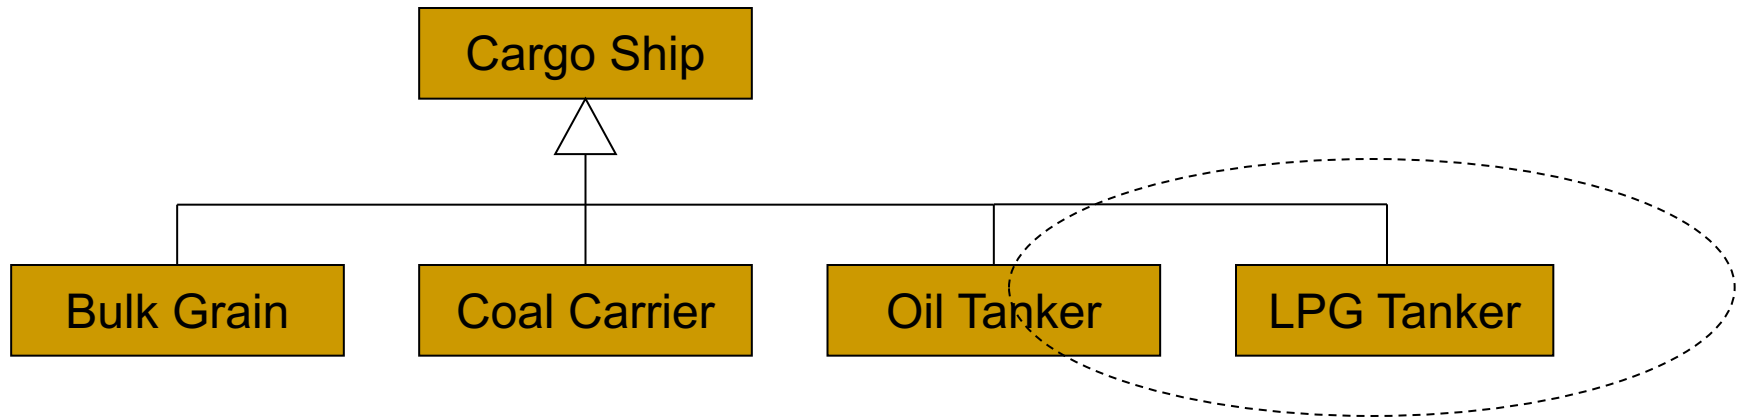 Cargo Ship
Bulk Grain
Coal Carrier
Oil Tanker
LPG Tanker